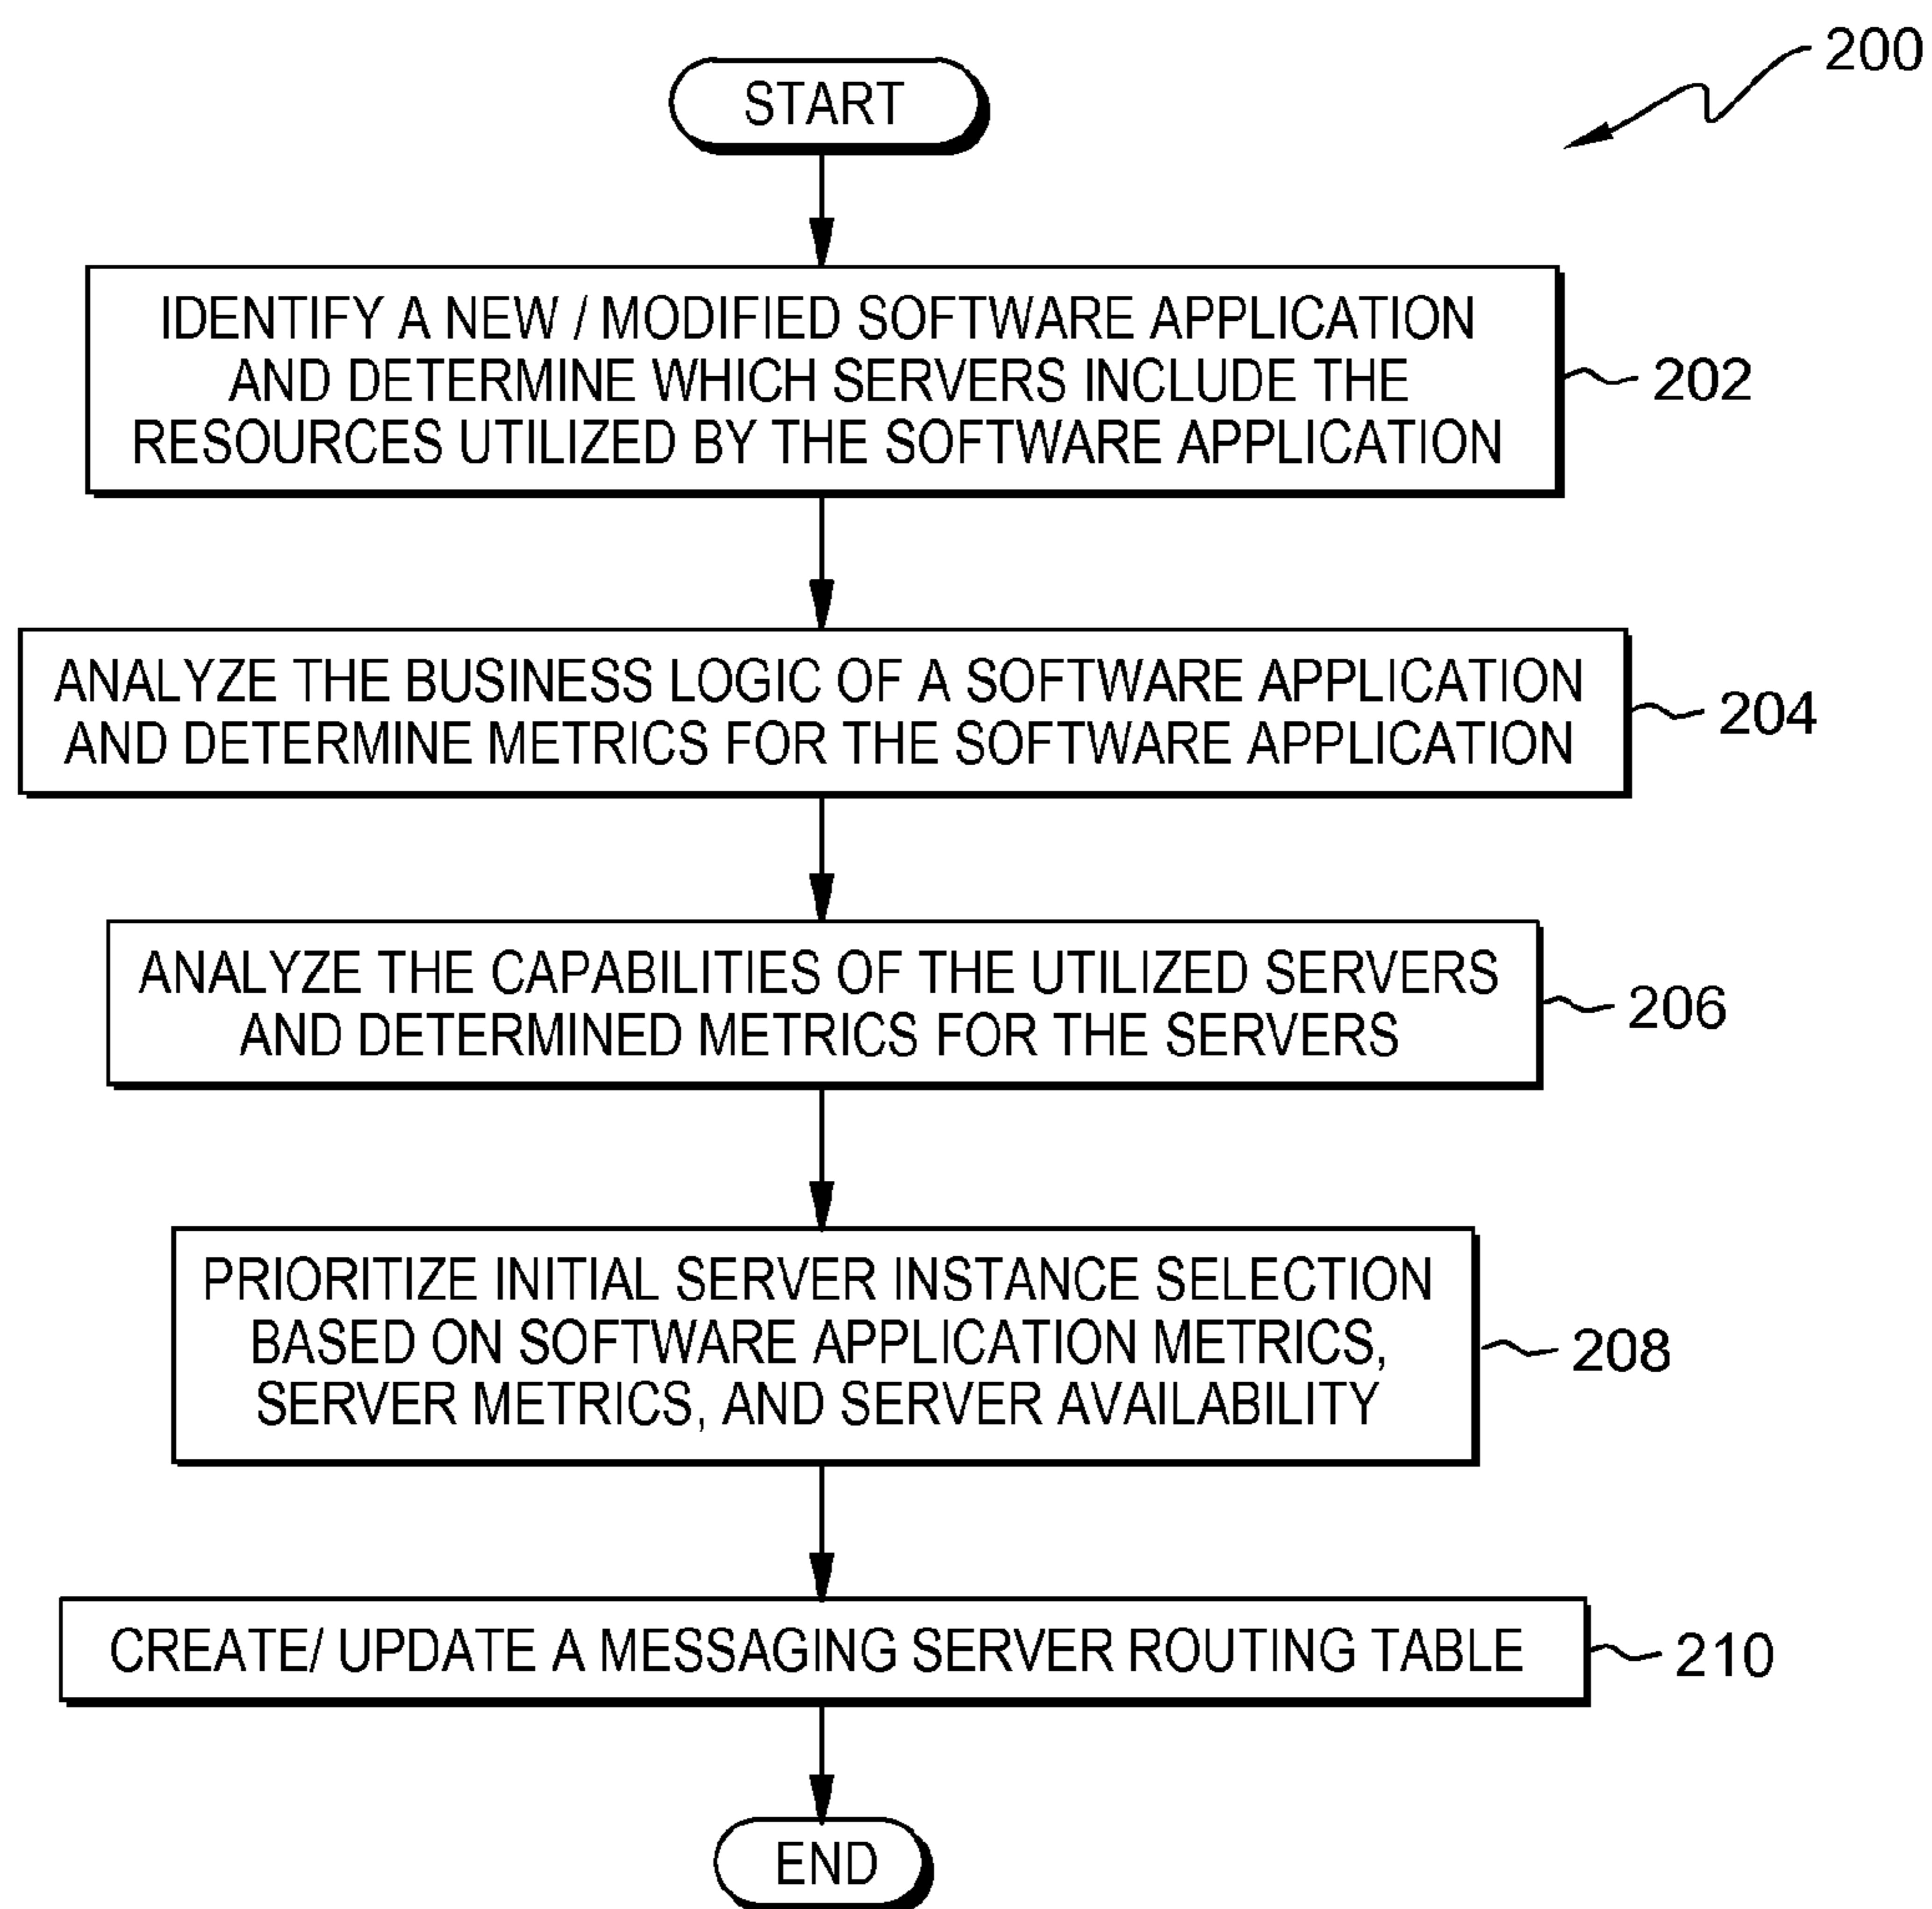 200
START
IDENTIFY A NEW / MODIFIED SOFTWARE APPLICATION
AND DETERMINE WHICH SERVERS INCLUDE THE
RESOURCES UTILIZED BY THE SOFTWARE APPLICATION
202
ANALYZE THE BUSINESS LOGIC OF A SOFTWARE APPLICATION
AND DETERMINE METRICS FOR THE SOFTWARE APPLICATION
204
ANALYZE THE CAPABILITIES OF THE UTILIZED SERVERS
AND DETERMINED METRICS FOR THE SERVERS
206
PRIORITIZE INITIAL SERVER INSTANCE SELECTION
BASED ON SOFTWARE APPLICATION METRICS,
SERVER METRICS, AND SERVER AVAILABILITY
208
CREATE/ UPDATE A MESSAGING SERVER ROUTING TABLE
210
END